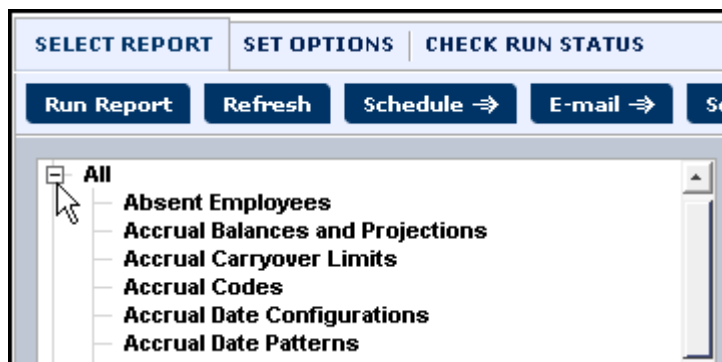 SELECT REPORT SET OPTIONS CHECK RUN STATUS
Run Report Refresh Schedule E-mail
All
Absent Employees
Accrual Balances and Projections
Accrual Carryover Limits
Accrual Codes
Accrual Date Configurations
Accrual Date Patterns